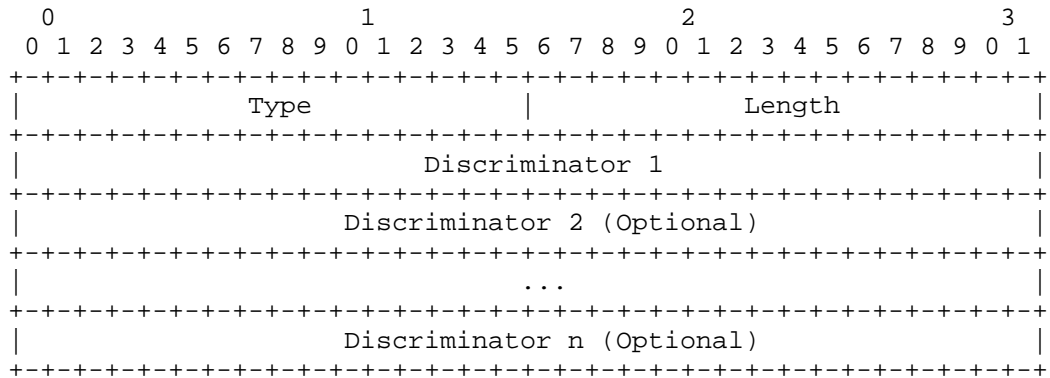 0                   1                   2                   3
 0 1 2 3 4 5 6 7 8 9 0 1 2 3 4 5 6 7 8 9 0 1 2 3 4 5 6 7 8 9 0 1
+-+-+-+-+-+-+-+-+-+-+-+-+-+-+-+-+-+-+-+-+-+-+-+-+-+-+-+-+-+-+-+-+
|              Type             |             Length            |
+-+-+-+-+-+-+-+-+-+-+-+-+-+-+-+-+-+-+-+-+-+-+-+-+-+-+-+-+-+-+-+-+
|                         Discriminator 1                       |
+-+-+-+-+-+-+-+-+-+-+-+-+-+-+-+-+-+-+-+-+-+-+-+-+-+-+-+-+-+-+-+-+
|                    Discriminator 2 (Optional)                 |
+-+-+-+-+-+-+-+-+-+-+-+-+-+-+-+-+-+-+-+-+-+-+-+-+-+-+-+-+-+-+-+-+
|                               ...                             |
+-+-+-+-+-+-+-+-+-+-+-+-+-+-+-+-+-+-+-+-+-+-+-+-+-+-+-+-+-+-+-+-+
|                    Discriminator n (Optional)                 |
+-+-+-+-+-+-+-+-+-+-+-+-+-+-+-+-+-+-+-+-+-+-+-+-+-+-+-+-+-+-+-+-+